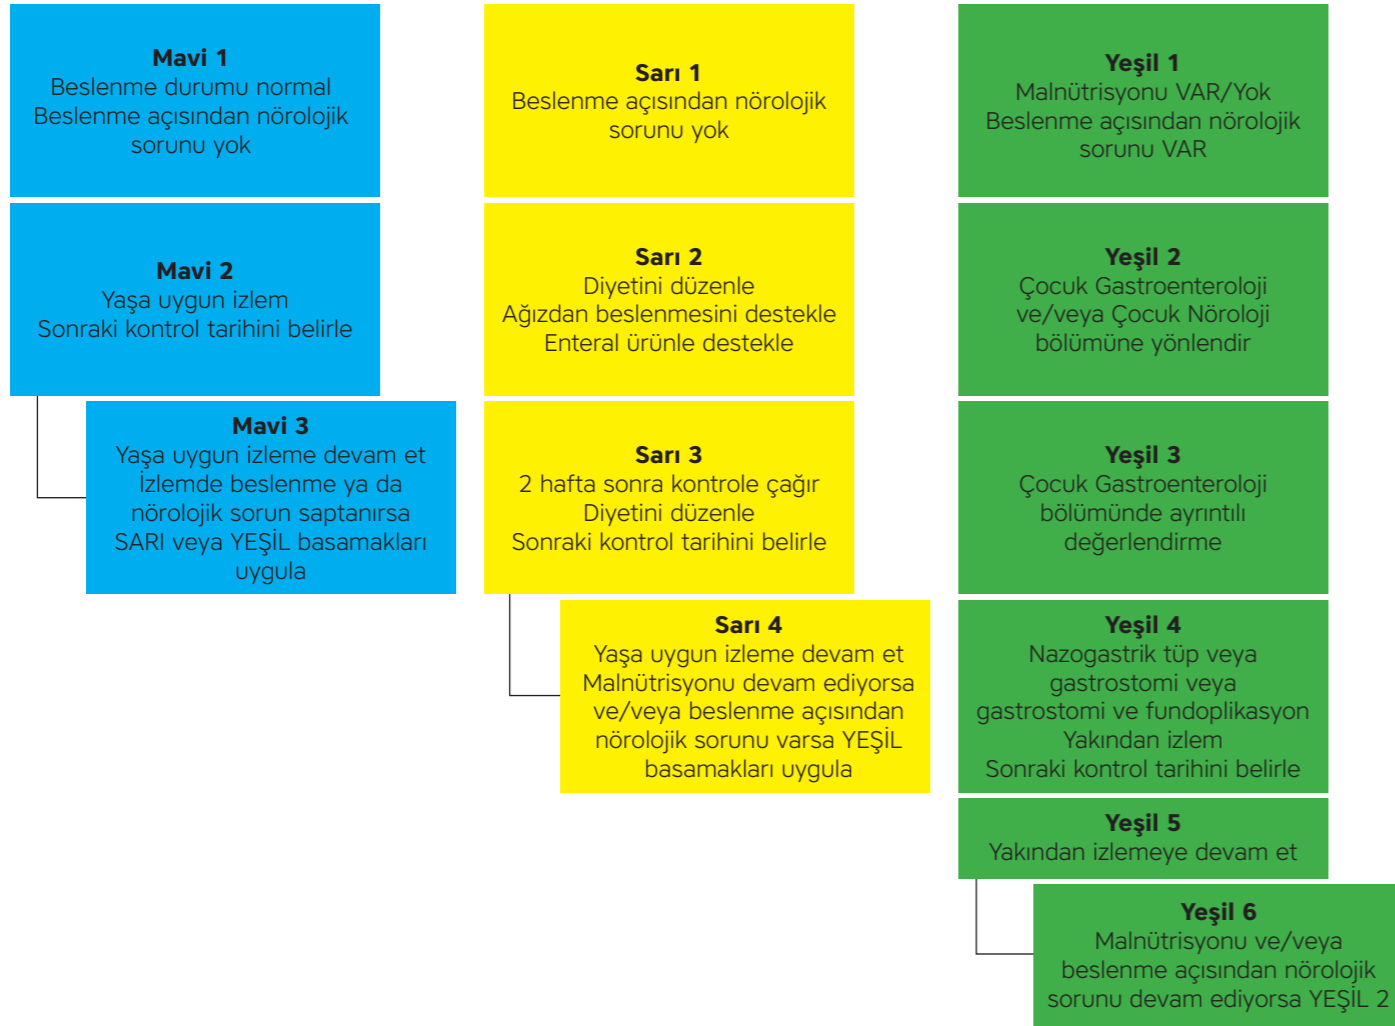 Mavi 1
Beslenme durumu normal
Beslenme açısından nörolojik
sorunu yok
Mavi 2
Yaşa uygun izlem
Sonraki kontrol tarihini belirle
Mavi 3
Yaşa uygun izleme devam et
İzlemde beslenme ya da
nörolojik sorun saptanırsa
SARI veya YEŞİL basamakları
uygula
Sarı 1
Beslenme açısından nörolojik
sorunu yok
Sarı 2
Diyetini düzenle
Ağızdan beslenmesini destekle
Enteral ürünle destekle
Sarı 3
2 hafta sonra kontrole çağır
Diyetini düzenle
Sonraki kontrol tarihini belirle
Sarı 4
Yaşa uygun izleme devam et
Malnütrisyonu devam ediyorsa
ve/veya beslenme açısından
nörolojik sorunu varsa YEŞİL
basamakları uygula
Yeşil 1
Malnütrisyonu VAR/Yok
Beslenme açısından nörolojik
sorunu VAR
Yeşil 2
Çocuk Gastroenteroloji
ve/veya Çocuk Nöroloji
bölümüne yönlendir
Yeşil 3
Çocuk Gastroenteroloji
bölümünde ayrıntılı
değerlendirme
Yeşil 4
Nazogastrik tüp veya
gastrostomi veya
gastrostomi ve fundoplikasyon
Yakından izlem
Sonraki kontrol tarihini belirle
Yeşil 5
Yakından izlemeye devam et
Yeşil 6
Malnütrisyonu ve/veya
beslenme açısından nörolojik
sorunu devam ediyorsa YEŞİL 2